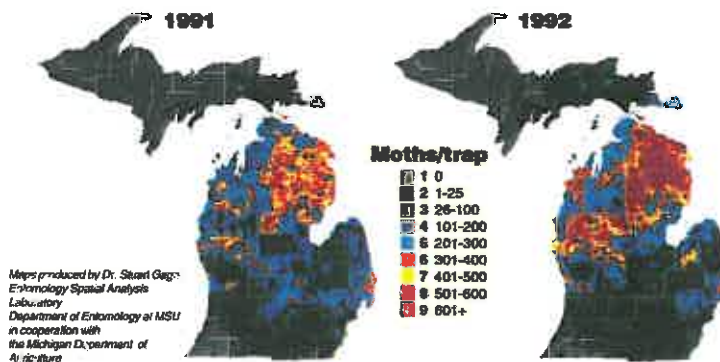 1991
1992
Moths/trap
1 0
2 1-25
3 26-100
4 101-200
5 201-300
6 301-400
7 401-500
8 501-600
9 601+
Maps produced by Dr. Stuart Gage
Entomology Spatial Analysis
Laboratory
Department of Entomology at MSU
in cooperation with
the Michigan Department of
Agriculture